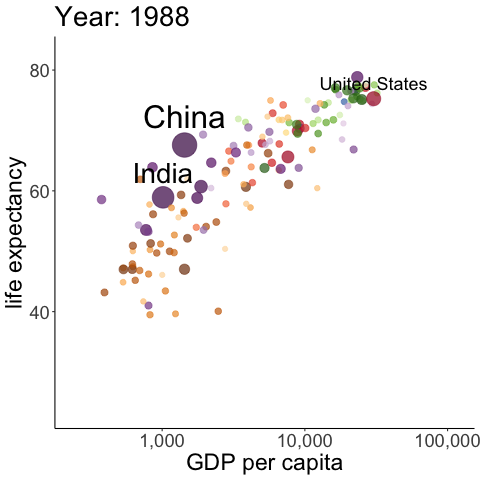 Year: 1988
80
United States
China
India
60
life expectancy
40
1,000
10,000
100,000
GDP per capita